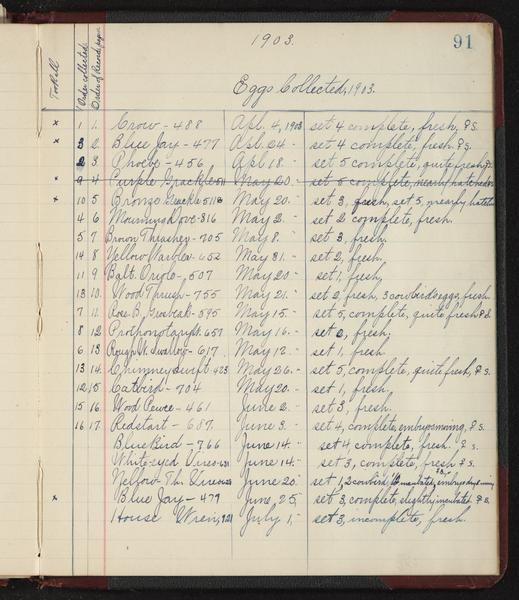 1903.
91
Eggs Collected, 1903.
Foothill
Order collected.
Order of Record page
x 1 1. Crow - 488 Apl. 4, 1903 set 4 complete, fresh, P.S.
x 3 2 Blue Jay - 477 Apl. 24. - set 4 complete, fresh. P.S.
2 3 Phoebe - 456 Apl 18. - set 5 complete, quite fresh, P.S.
x 9 4 Purple Grackle 511 May 20. - set 5 complete, nearly hatched
x 10 5 Bronze Grackle 511b May 20. - set 3, fresh, set 5, nearly hatched
4 6 Mourning Dove - 316 May 2. - set 2 complete, fresh.
5 7 Brown Thrasher - 705 May 8. - set 3, fresh,
14 8 Yellow Warbler - 652 May 31. - set 2, fresh,
11 9 Balt. Oriole, 507 May 20 - set 1, fresh,
13 10. Wood Thrush - 755 May 21. - set 2, fresh, 3 cowbirds eggs, fresh.
7 11. Rose B. Grosbeak - 595 May 15. - set 5, complete, quite fresh P.S.
8 12 Prothonotary W. 637 May 16. - set 2, fresh,
6 13 Rough W. Swallow - 617 May 12. - set 1, fresh
13 14. Chimney Swift - 423 May 26. - set 5, complete, quite fresh, P.S.
12 15 Catbird - 704 May 20. - set 1, fresh,
15 16. Wood Pewee - 461 June 2. - set 3, fresh.
16 17. Redstart - 687. June 3. - set 4, complete, P.S.
Blue Bird - 766 June 14. - set 4 complete, fresh. P.S.
White-eyed Vireo - 631 June 14. - set 3, complete, fresh P.S.
Yellow-Th. Vireo June 20. set 1, 2 cowbird
x Blue Jay - 477 June, 25, set 3, complete, slightly incubated P.S.
House Wren, 721 July 1, - set 3, incomplete, fresh.